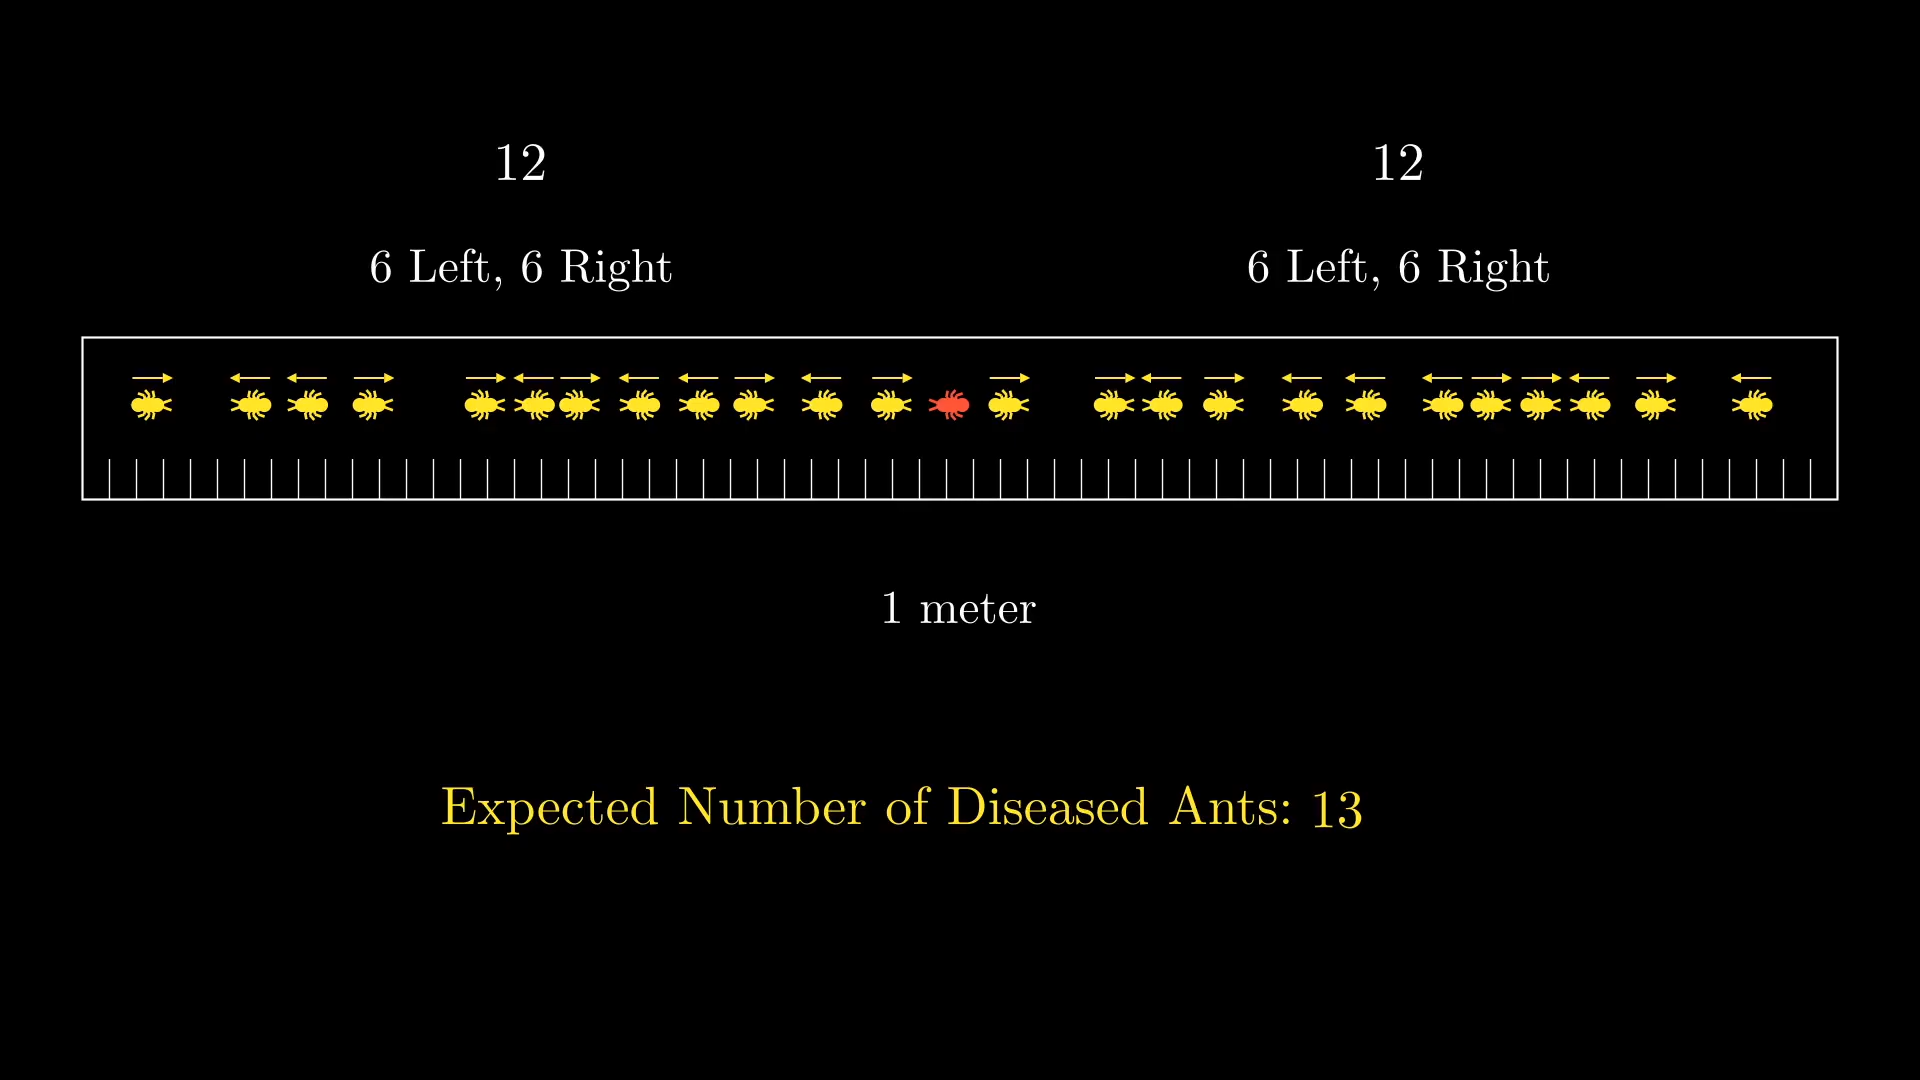 12
12
6 Left, 6 Right
6 Left, 6 Right
1 meter
Expected Number of Diseased Ants: 13